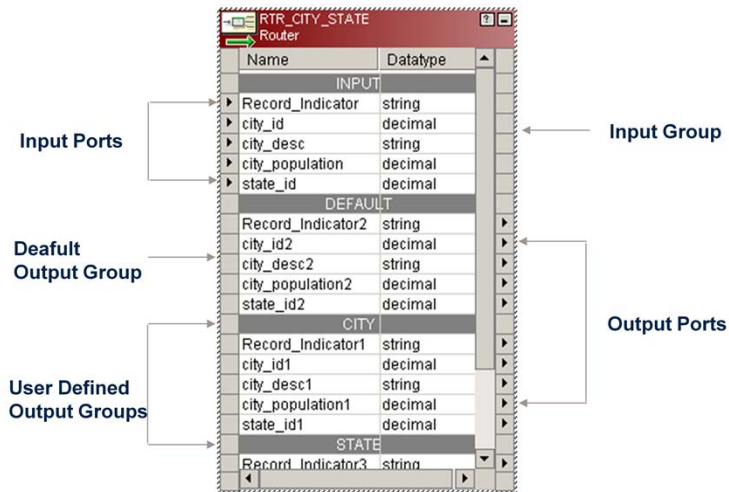 RTR_CITY_STATE
Router
Name Datatype
INPUT
Record_Indicator string
city_id decimal
city_desc string
city_population decimal
state_id decimal
DEFAULT
Record_Indicator2 string
city_id2 decimal
city_desc2 string
city_population2 decimal
state_id2 decimal
CITY
Record_Indicator1 string
city_id1 decimal
city_desc1 string
city_population1 decimal
state_id1 decimal
STATE
Record_Indicator3 string
Input Ports
Deafult
Output Group
User Defined
Output Groups
Input Group
Output Ports